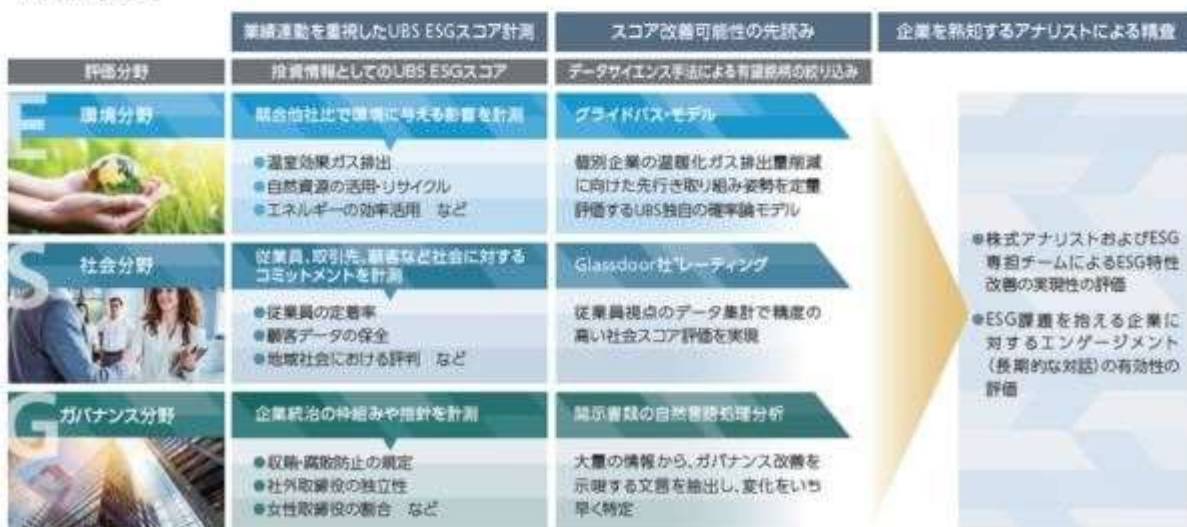 業績連動を重視したUBS ESGスコア計測
スコア改善可能性の先読み
企業を熟知するアナリストによる精査
評価分野
投資情報としてのUBS ESGスコア
データサイエンス手法による有望銘柄の絞り込み
E
環境分野
競合他社比で環境に与える影響を計測
●温室効果ガス排出
●自然資源の活用・リサイクル
●エネルギーの効率活用 など
グライドパス・モデル
個別企業の温暖化ガス排出量削減
に向けた先行き取り組み姿勢を定量
評価するUBS独自の確率論モデル
S
社会分野
従業員、取引先、顧客など社会に対する
コミットメントを計測
●従業員の定着率
●顧客データの保全
●地域社会における評判 など
Glassdoor社*レーティング
従業員視点のデータ集計で精度の
高い社会スコア評価を実現
G
ガバナンス分野
企業統治の枠組みや指針を計測
●収賄・腐敗防止の規定
●社外取締役の独立性
●女性取締役の割合 など
開示書類の自然言語処理分析
大量の情報から、ガバナンス改善を
示唆する文言を抽出し、変化をいち
早く特定
●株式アナリストおよびESG
専担チームによるESG特性
改善の実現性の評価
●ESG課題を抱える企業に
対するエンゲージメント
(長期的な対話)の有効性の
評価